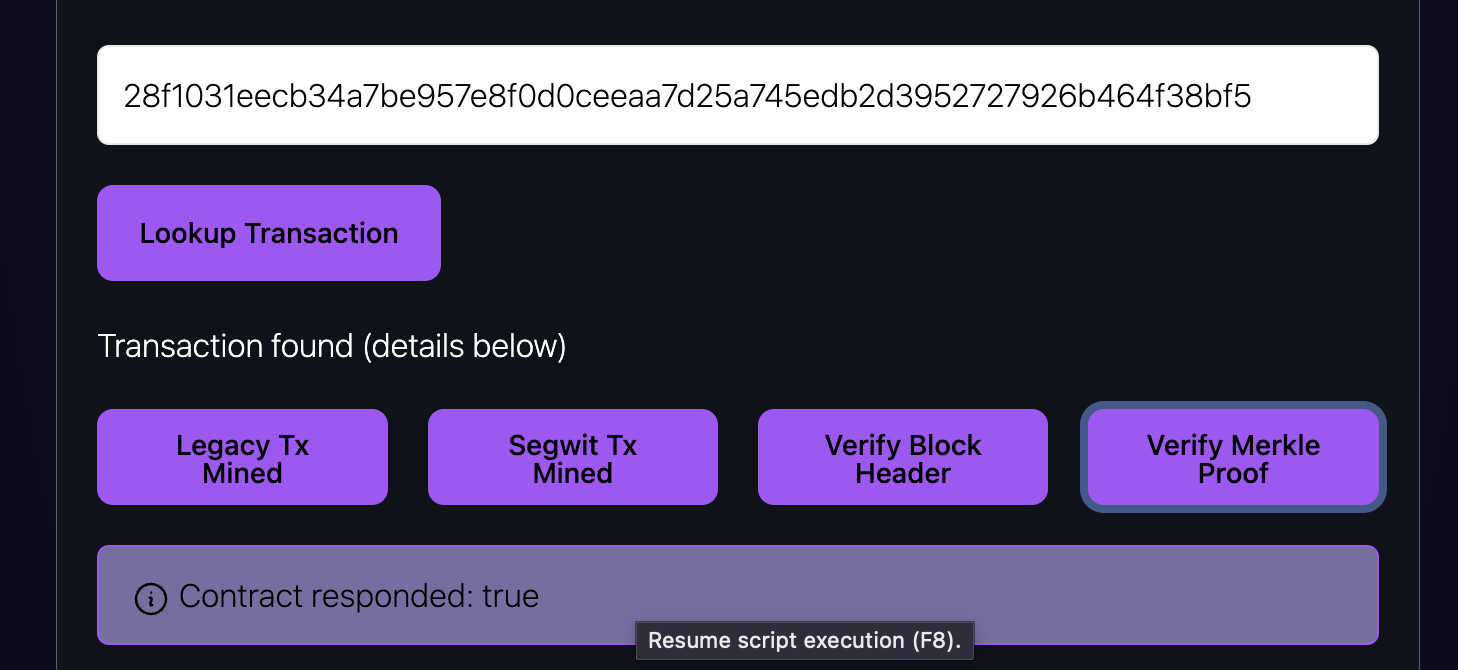 28f1031eecb34a7be957e8f0d0ceeaa7d25a745edb2d3952727926b464f38bf5
Lookup Transaction
Transaction found (details below)
Legacy Tx
Mined
Segwit Tx
Mined
Verify Block
Header
Verify Merkle
Proof
Contract responded: true
Resume script execution (F8).